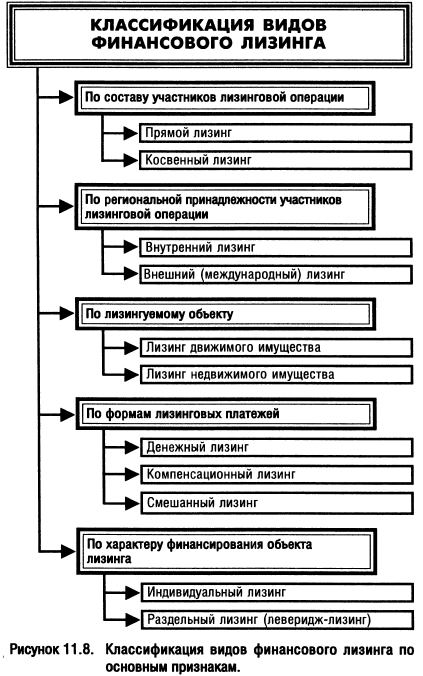 КЛАССИФИКАЦИЯ ВИДОВ
ФИНАНСОВОГО ЛИЗИНГА
По составу участников лизинговой операции
Прямой лизинг
Косвенный лизинг
По региональной принадлежности участников
лизинговой операции
Внутренний лизинг
Внешний (международный) лизинг
По лизингуемому объекту
Лизинг движимого имущества
Лизинг недвижимого имущества
По формам лизинговых платежей
Денежный лизинг
Компенсационный лизинг
Смешанный лизинг
По характеру финансирования объекта
лизинга
Индивидуальный лизинг
Раздельный лизинг (леверидж-лизинг)
Рисунок 11.8. Классификация видов финансового лизинга по
основным признакам.